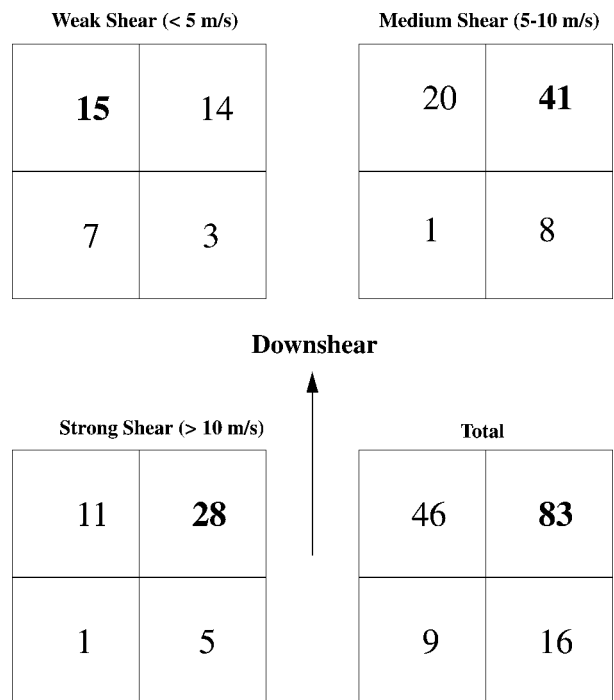 Weak Shear (< 5 m/s)
15 14
7 3
Medium Shear (5-10 m/s)
20 41
1 8
Downshear
Strong Shear (> 10 m/s)
11 28
1 5
Total
46 83
9 16